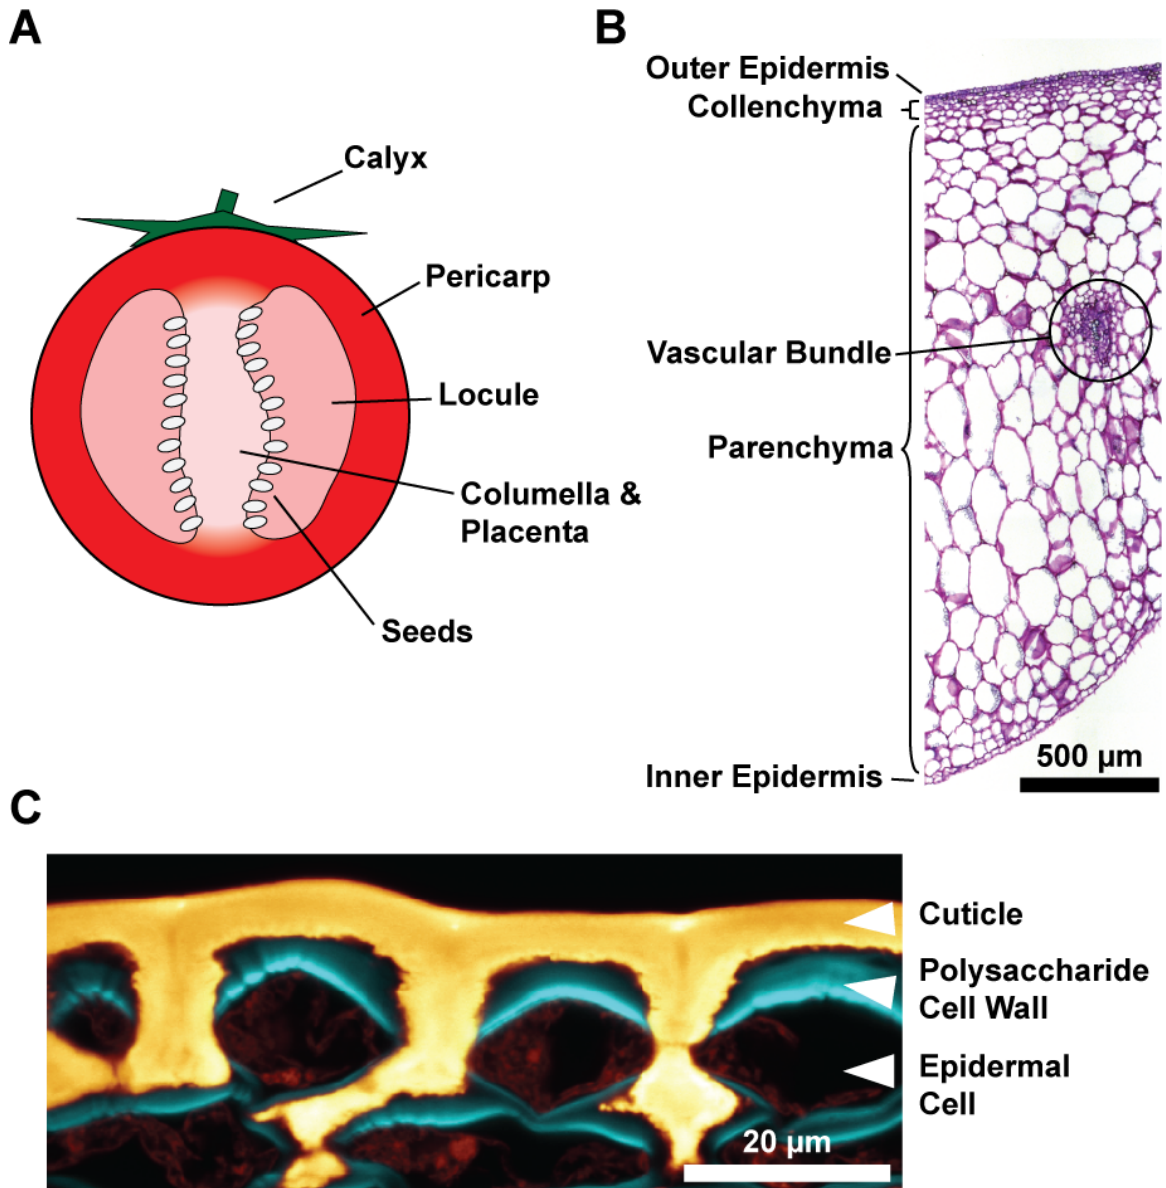 A
Calyx
Pericarp
Locule
Columella &
Placenta
Seeds
B
Outer Epidermis
Collenchyma
Vascular Bundle
Parenchyma
Inner Epidermis
500 µm
C
Cuticle
Polysaccharide
Cell Wall
Epidermal
Cell
20 µm